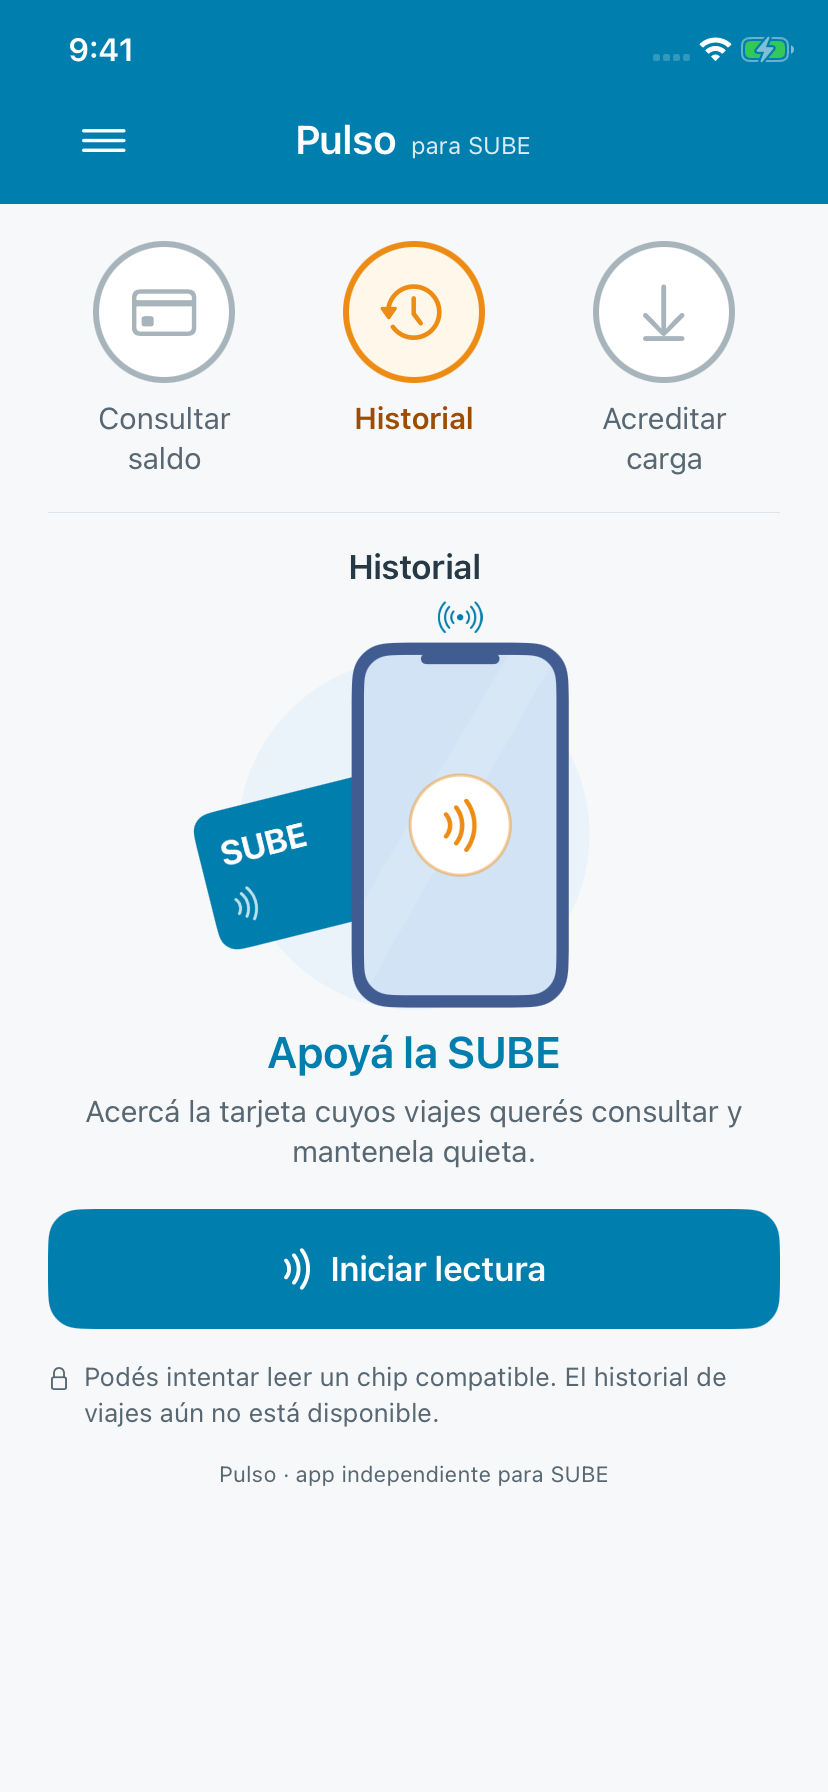 9:41
Pulso para SUBE
Consultar saldo
Historial
Acreditar carga
Historial
SUBE
Apoyá la SUBE
Acercá la tarjeta cuyos viajes querés consultar y
mantenela quieta.
Iniciar lectura
Podés intentar leer un chip compatible. El historial de
viajes aún no está disponible.
Pulso · app independiente para SUBE